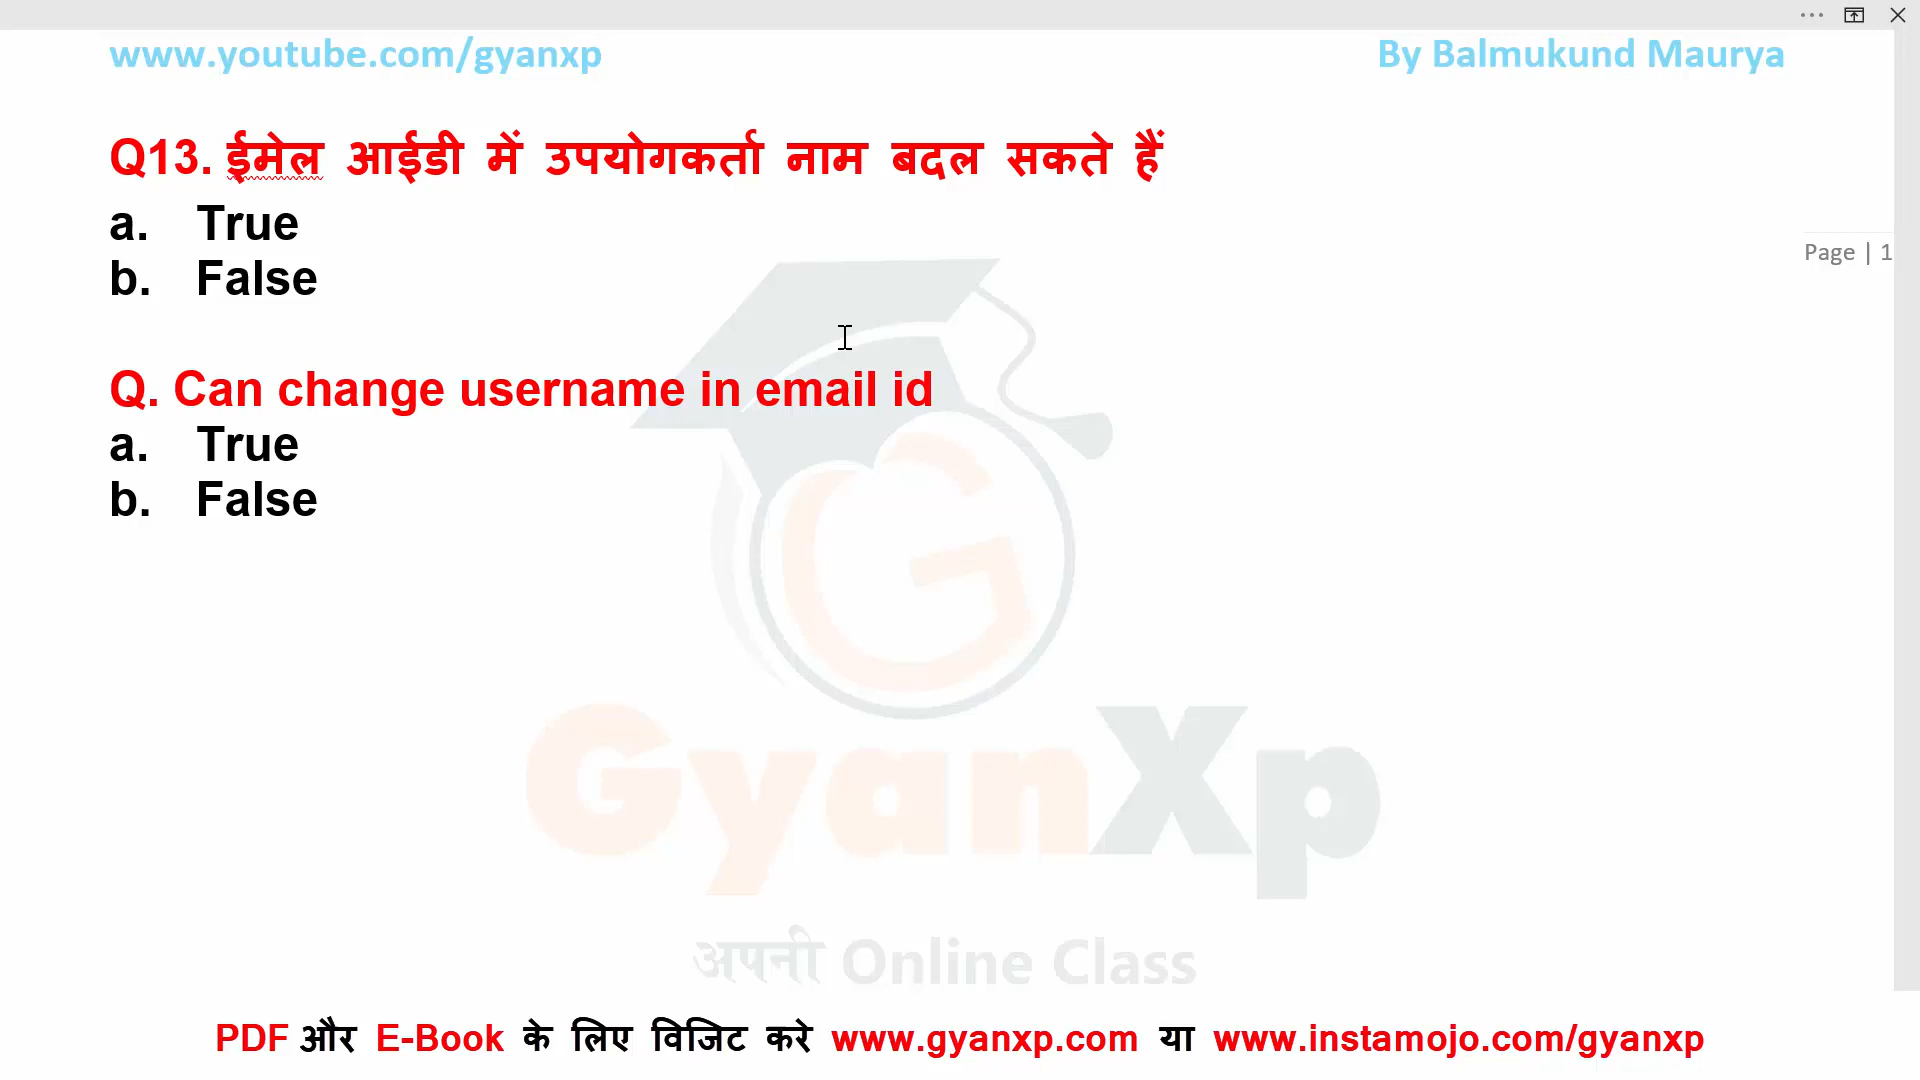 www.youtube.com/gyanxp By Balmukund Maurya
Q13. ईमेल आईडी में उपयोगकर्ता नाम बदल सकते हैं
a. True
b. False
Page | 1
Q. Can change username in email id
a. True
b. False
G
GyanXp
अपनी Online Class
PDF और E-Book के लिए विजिट करे www.gyanxp.com या www.instamojo.com/gyanxp